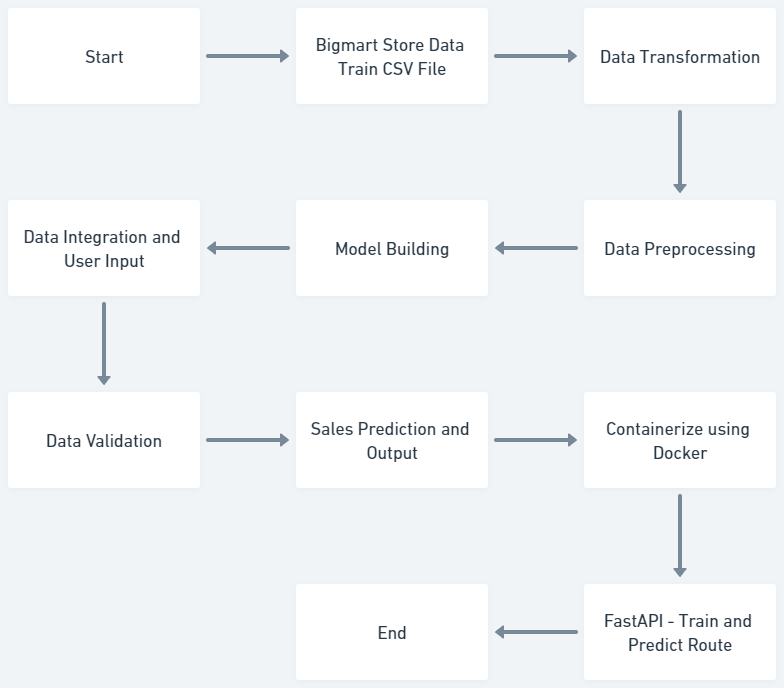 Start
Bigmart Store Data
Train CSV File
Data Transformation
Data Integration and
User Input
Model Building
Data Preprocessing
Data Validation
Sales Prediction and
Output
Containerize using
Docker
End
FastAPI - Train and
Predict Route